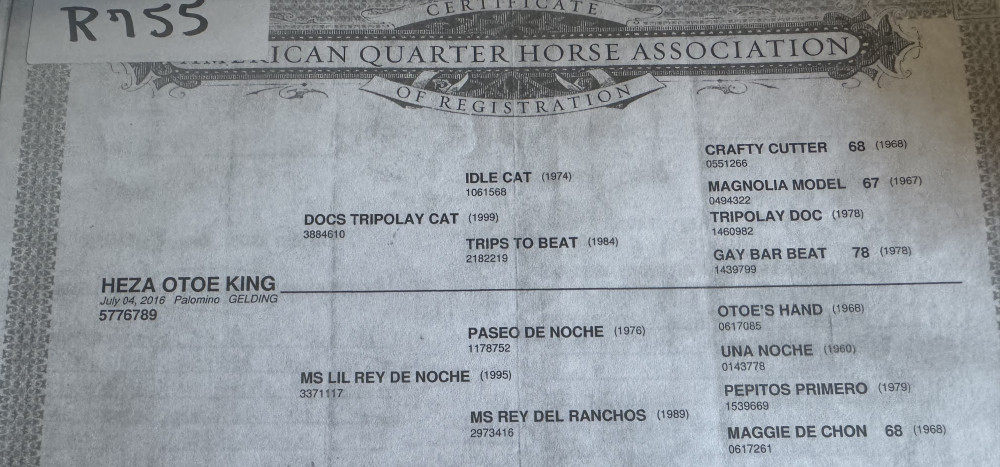 R755
CERTIFICATE
AMERICAN QUARTER HORSE ASSOCIATION
OF REGISTRATION
CRAFTY CUTTER 68 (1968)
0551266
IDLE CAT (1974)
1061568
MAGNOLIA MODEL 67 (1967)
0494322
DOCS TRIPOLAY CAT (1999)
3884610
TRIPOLAY DOC (1978)
1460982
TRIPS TO BEAT (1984)
2182219
GAY BAR BEAT 78 (1978)
1439799
HEZA OTOE KING
July 04, 2016 Palomino GELDING
5776789
OTOE'S HAND (1968)
0617085
PASEO DE NOCHE (1976)
1178752
UNA NOCHE (1960)
0143778
MS LIL REY DE NOCHE (1995)
3371117
PEPITOS PRIMERO (1979)
1539669
MS REY DEL RANCHOS (1989)
2973416
MAGGIE DE CHON 68 (1968)
0617261